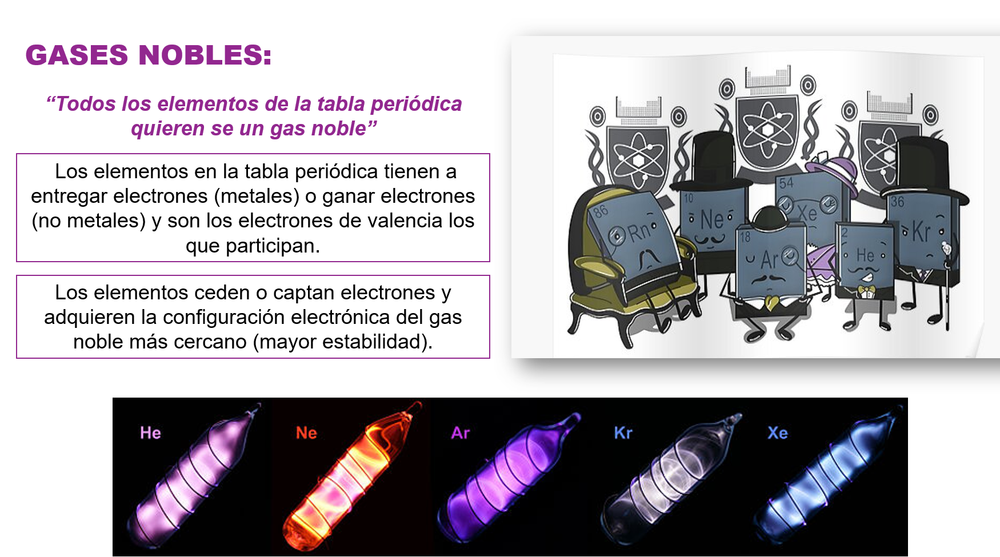 GASES NOBLES:
“Todos los elementos de la tabla periódica
quieren se un gas noble”
Los elementos en la tabla periódica tienen a
entregar electrones (metales) o ganar electrones
(no metales) y son los electrones de valencia los
que participan.
Los elementos ceden o captan electrones y
adquieren la configuración electrónica del gas
noble más cercano (mayor estabilidad).
86
Rn
10
Ne
54
Xe
36
Kr
18
Ar
2
He
He
Ne
Ar
Kr
Xe